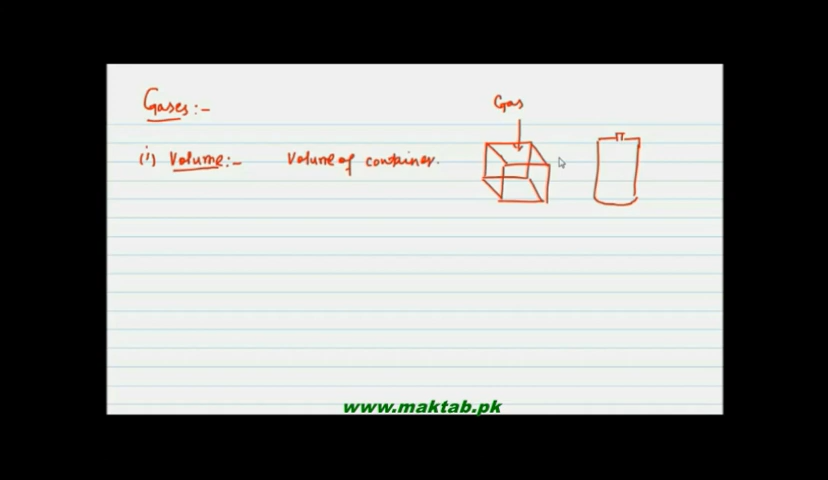 Gases:-
Gas
(i) Volume:- Volume of container.
www.maktab.pk